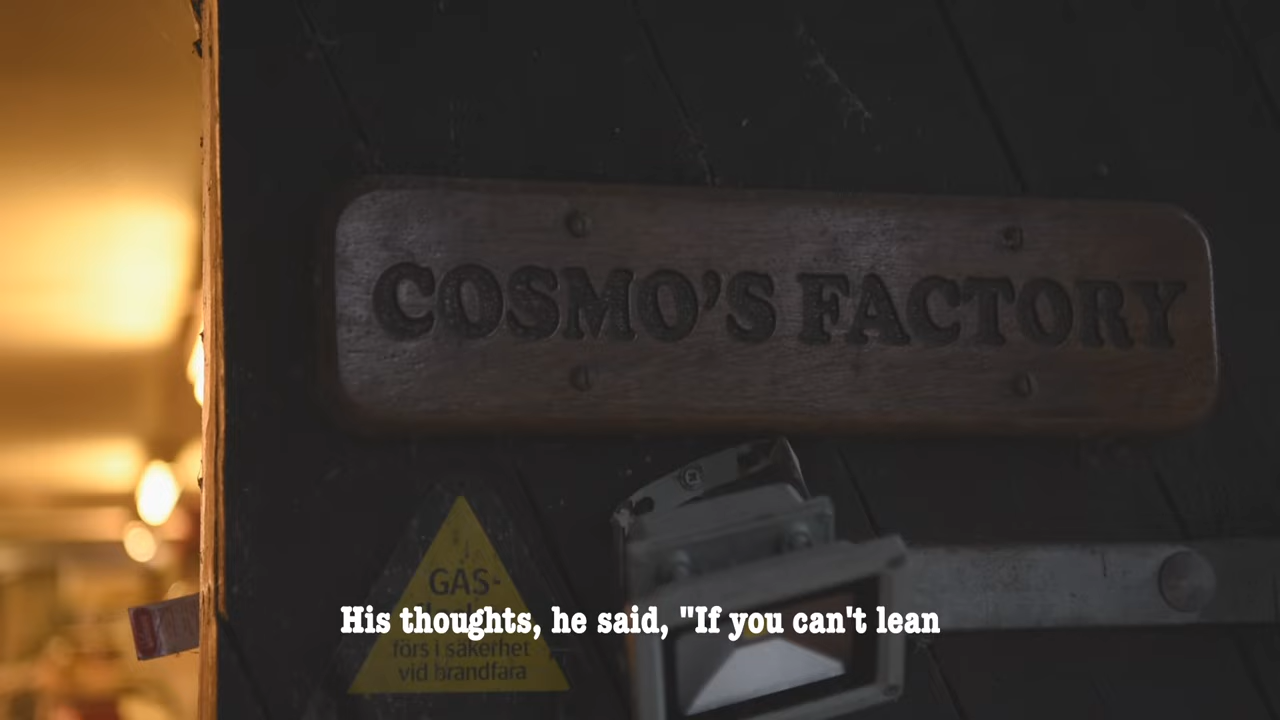 COSMO'S FACTORY
GAS-
förs i säkerhet
vid brandfara
His thoughts, he said, "If you can't lean